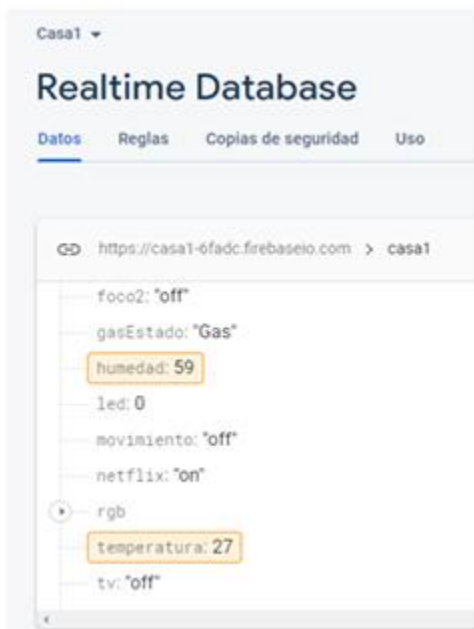 Casa1
Realtime Database
Datos Reglas Copias de seguridad Uso
https://casa1-6fadc.firebaseio.com > casa1
foco2: "off"
gasEstado: "Gas"
humedad: 59
led: 0
movimiento: "off"
netflix: "on"
rgb
temperatura: 27
tv: "off"